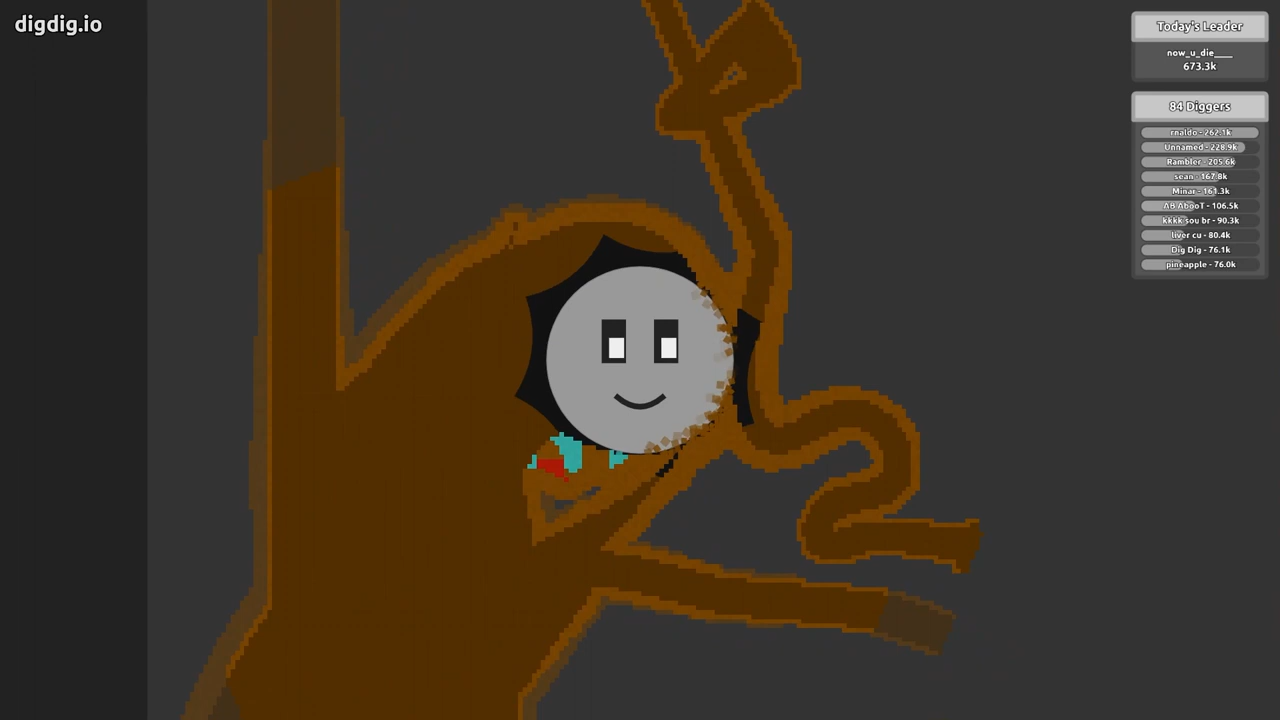 digdig.io
Today's Leader
now_u_die____
673.3k
84 Diggers
rnaldo - 262.1k
Unnamed - 228.9k
Rambler - 205.6k
sean - 167.8k
Minar - 161.3k
AB AbooT - 106.5k
kkkk sou br - 90.3k
liver cu - 80.4k
Dig Dig - 76.1k
pineapple - 76.0k